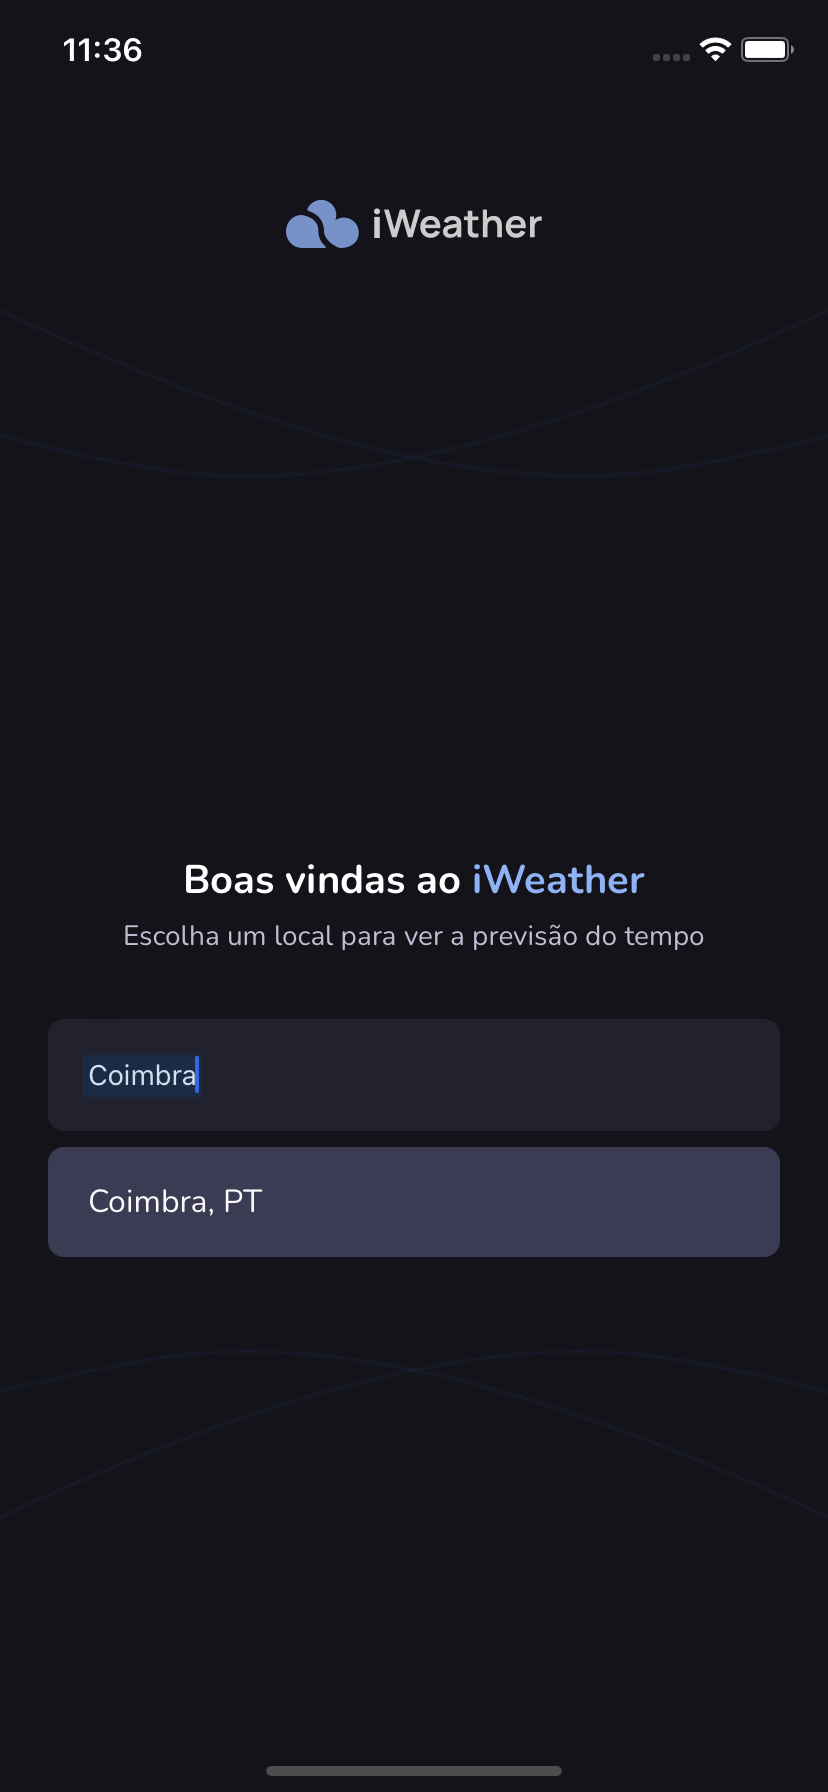 11:36
iWeather
Boas vindas ao iWeather
Escolha um local para ver a previsão do tempo
Coimbra
Coimbra, PT